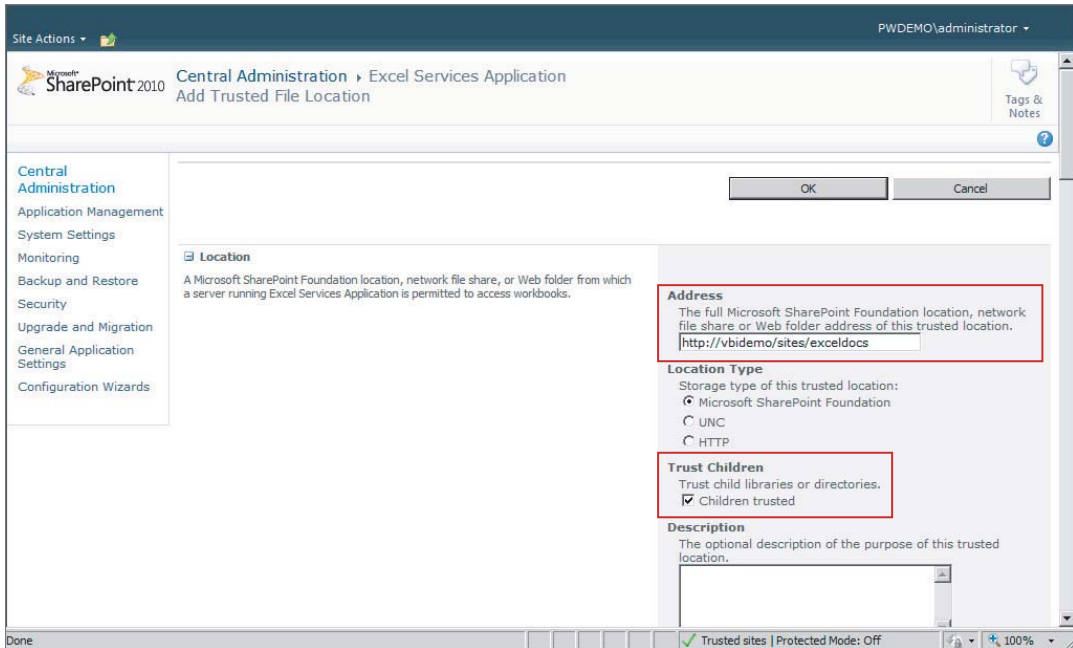 Site Actions
PWDEMO\administrator
Microsoft
SharePoint 2010
Central Administration
Excel Services Application
Add Trusted File Location
Tags &
Notes
Central
Administration
Application Management
System Settings
Monitoring
Backup and Restore
Security
Upgrade and Migration
General Application
Settings
Configuration Wizards
OK
Cancel
Location
A Microsoft SharePoint Foundation location, network file share, or Web folder from which
a server running Excel Services Application is permitted to access workbooks.
Address
The full Microsoft SharePoint Foundation location, network
file share or Web folder address of this trusted location.
http://vbidemo/sites/exceldocs
Location Type
Storage type of this trusted location:
Microsoft SharePoint Foundation
UNC
HTTP
Trust Children
Trust child libraries or directories.
Children trusted
Description
The optional description of the purpose of this trusted
location.
Done
Trusted sites | Protected Mode: Off
100%